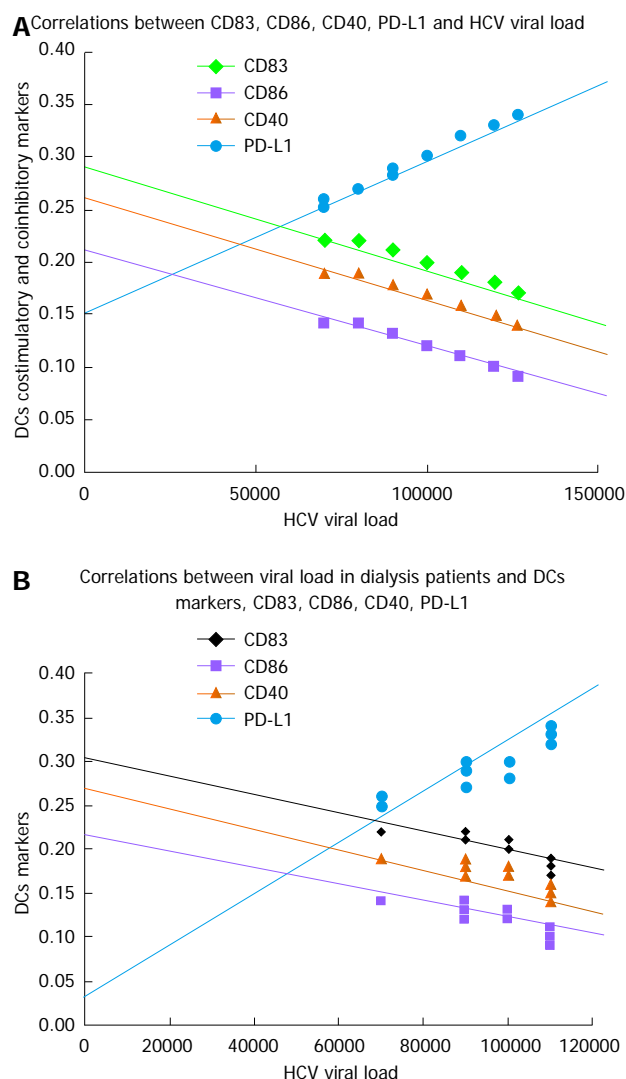 A
Correlations between CD83, CD86, CD40, PD-L1 and HCV viral load
0.40
0.35
0.30
0.25
0.20
0.15
0.10
0.05
0.00
DCs costimulatory and coinhibitory markers
CD83
CD86
CD40
PD-L1
0
50000
100000
150000
HCV viral load
B
Correlations between viral load in dialysis patients and DCs
markers, CD83, CD86, CD40, PD-L1
CD83
CD86
CD40
PD-L1
0.40
0.35
0.30
0.25
0.20
0.15
0.10
0.05
0.00
DCs markers
0
20000
40000
60000
80000
100000
120000
HCV viral load